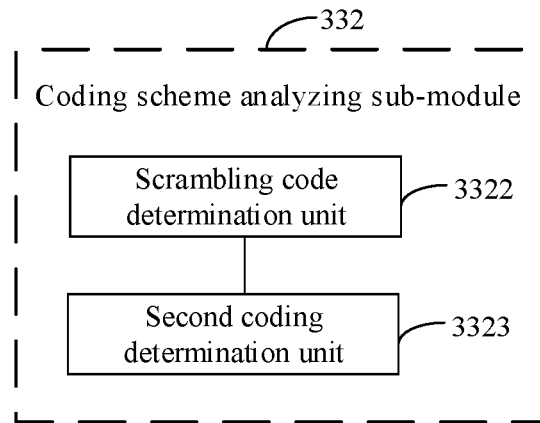 332
Coding scheme analyzing sub-module
Scrambling code
determination unit
3322
Second coding
determination unit
3323